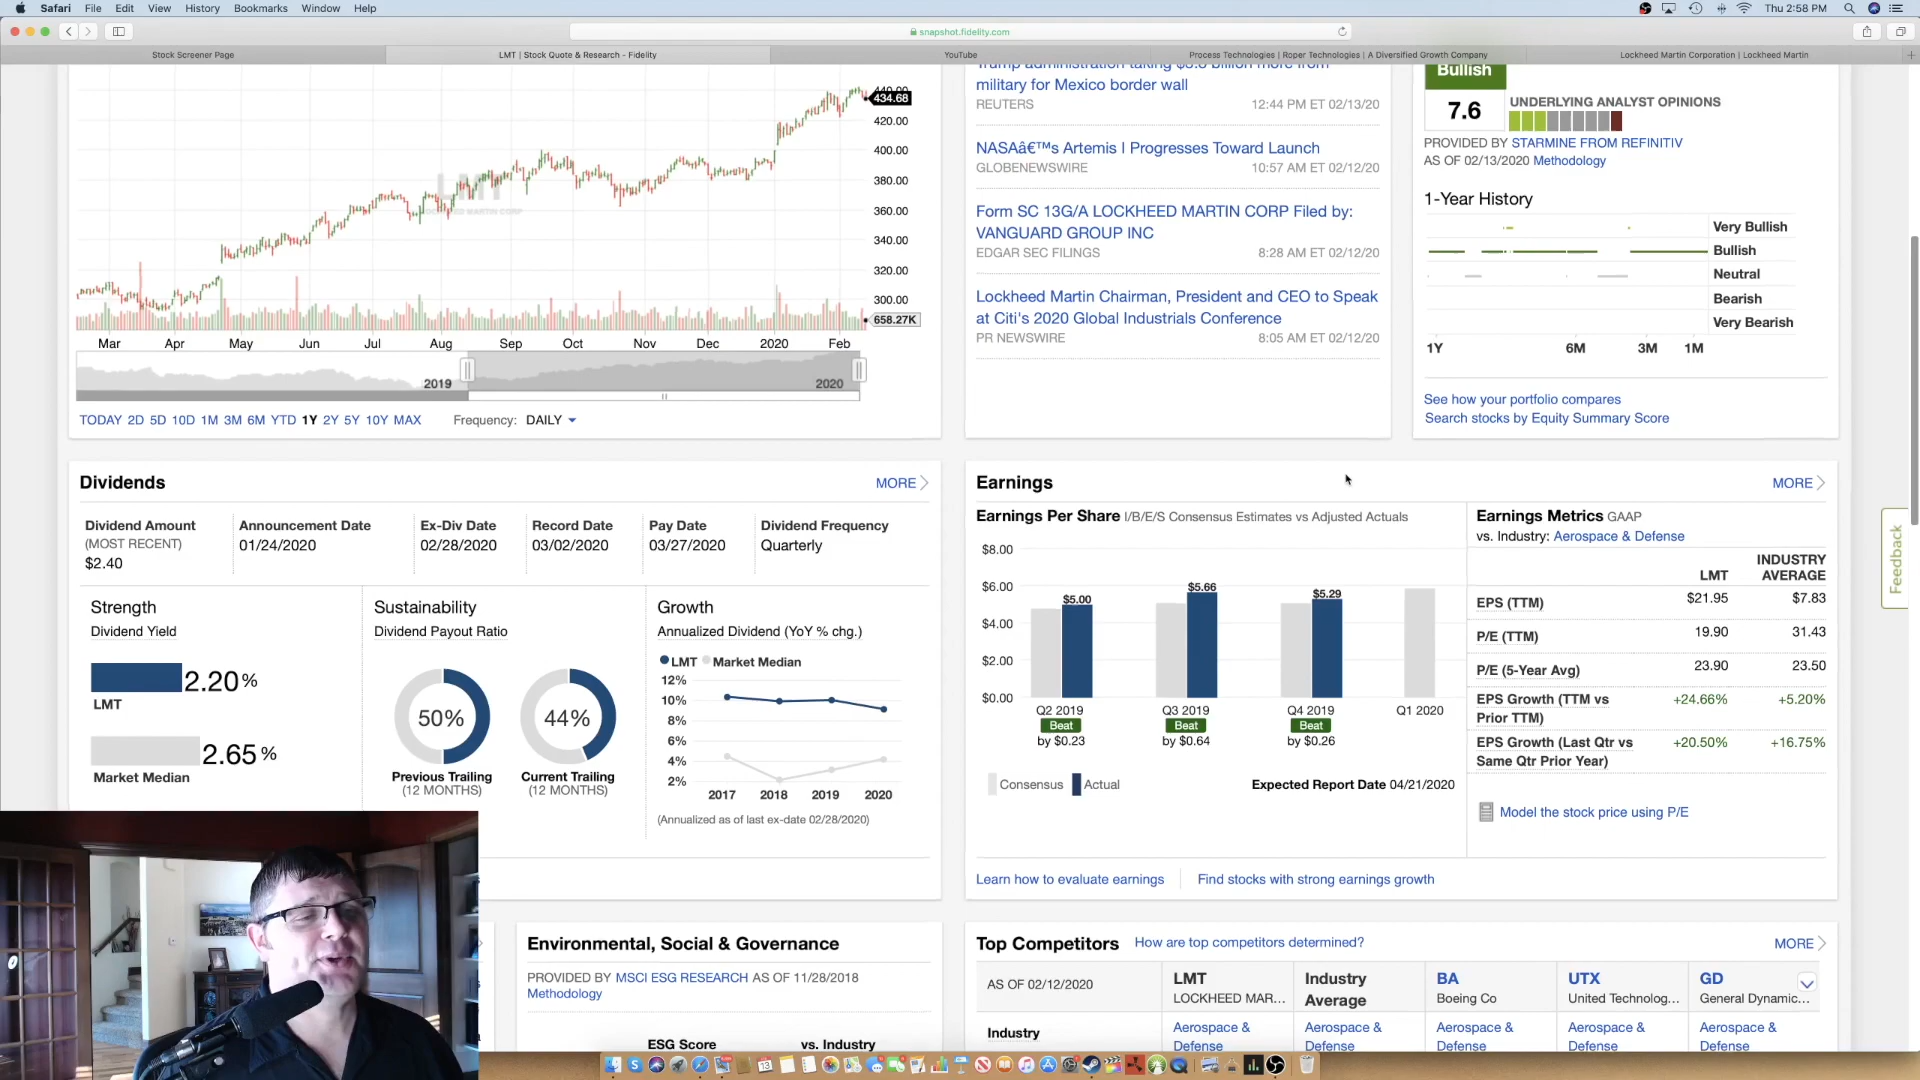 Safari File Edit View History Bookmarks Window Help Thu 2:58 PM
snapshot.fidelity.com
Stock Screener Page
LMT | Stock Quote & Research - Fidelity
YouTube
Process Technologies | Roper Technologies | A Diversified Growth Company
Lockheed Martin Corporation | Lockheed Martin
440.00
434.68
420.00
400.00
380.00
360.00
340.00
320.00
300.00
658.27K
LMT
LOCKHEED MARTIN CORP
Mar Apr May Jun Jul Aug Sep Oct Nov Dec 2020 Feb
2019 2020
TODAY 2D 5D 10D 1M 3M 6M YTD 1Y 2Y 5Y 10Y MAX Frequency: DAILY
Trump administration taking $3.8 billion more from
military for Mexico border wall
REUTERS 12:44 PM ET 02/13/20
NASAâ€™s Artemis I Progresses Toward Launch
GLOBENEWSWIRE 10:57 AM ET 02/12/20
Form SC 13G/A LOCKHEED MARTIN CORP Filed by:
VANGUARD GROUP INC
EDGAR SEC FILINGS 8:28 AM ET 02/12/20
Lockheed Martin Chairman, President and CEO to Speak
at Citi's 2020 Global Industrials Conference
PR NEWSWIRE 8:05 AM ET 02/12/20
Bullish
7.6
UNDERLYING ANALYST OPINIONS
PROVIDED BY STARMINE FROM REFINITIV
AS OF 02/13/2020 Methodology
1-Year History
Very Bullish
Bullish
Neutral
Bearish
Very Bearish
1Y 6M 3M 1M
See how your portfolio compares
Search stocks by Equity Summary Score
Feedback
Dividends MORE
Dividend Amount
(MOST RECENT)
$2.40
Announcement Date
01/24/2020
Ex-Div Date
02/28/2020
Record Date
03/02/2020
Pay Date
03/27/2020
Dividend Frequency
Quarterly
Strength
Dividend Yield
2.20%
LMT
2.65%
Market Median
Sustainability
Dividend Payout Ratio
50% 44%
Previous Trailing Current Trailing
(12 MONTHS) (12 MONTHS)
Growth
Annualized Dividend (YoY % chg.)
LMT Market Median
12%
10%
8%
6%
4%
2%
2017 2018 2019 2020
(Annualized as of last ex-date 02/28/2020)
Earnings MORE
Earnings Per Share I/B/E/S Consensus Estimates vs Adjusted Actuals
$8.00
$6.00
$4.00
$2.00
$0.00
$5.00 $5.66 $5.29
Q2 2019 Q3 2019 Q4 2019 Q1 2020
Beat Beat Beat
by $0.23 by $0.64 by $0.26
Consensus Actual
Expected Report Date 04/21/2020
Earnings Metrics GAAP
vs. Industry: Aerospace & Defense
LMT INDUSTRY AVERAGE
EPS (TTM) $21.95 $7.83
P/E (TTM) 19.90 31.43
P/E (5-Year Avg) 23.90 23.50
EPS Growth (TTM vs +24.66% +5.20%
Prior TTM)
EPS Growth (Last Qtr vs +20.50% +16.75%
Same Qtr Prior Year)
Model the stock price using P/E
Learn how to evaluate earnings Find stocks with strong earnings growth
Environmental, Social & Governance
PROVIDED BY MSCI ESG RESEARCH AS OF 11/28/2018
Methodology
ESG Score vs. Industry
Top Competitors How are top competitors determined? MORE
AS OF 02/12/2020
LMT
LOCKHEED MAR...
Industry
Average
BA
Boeing Co
UTX
United Technolog...
GD
General Dynamic...
Industry
Aerospace &
Defense
Aerospace &
Defense
Aerospace &
Defense
Aerospace &
Defense
Aerospace &
Defense